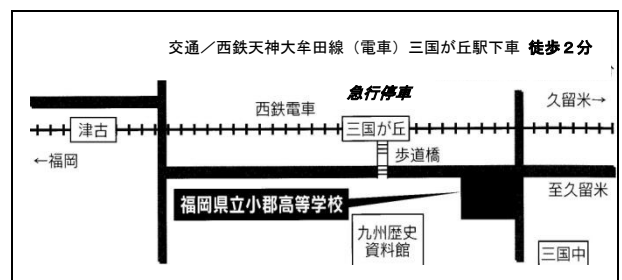 交通／西鉄天神大牟田線（電車）三国が丘駅下車 徒歩２分
急行停車
西鉄電車
久留米→
津古
三国が丘
←福岡
歩道橋
至久留米
福岡県立小郡高等学校
九州歴史
資料館
三国中